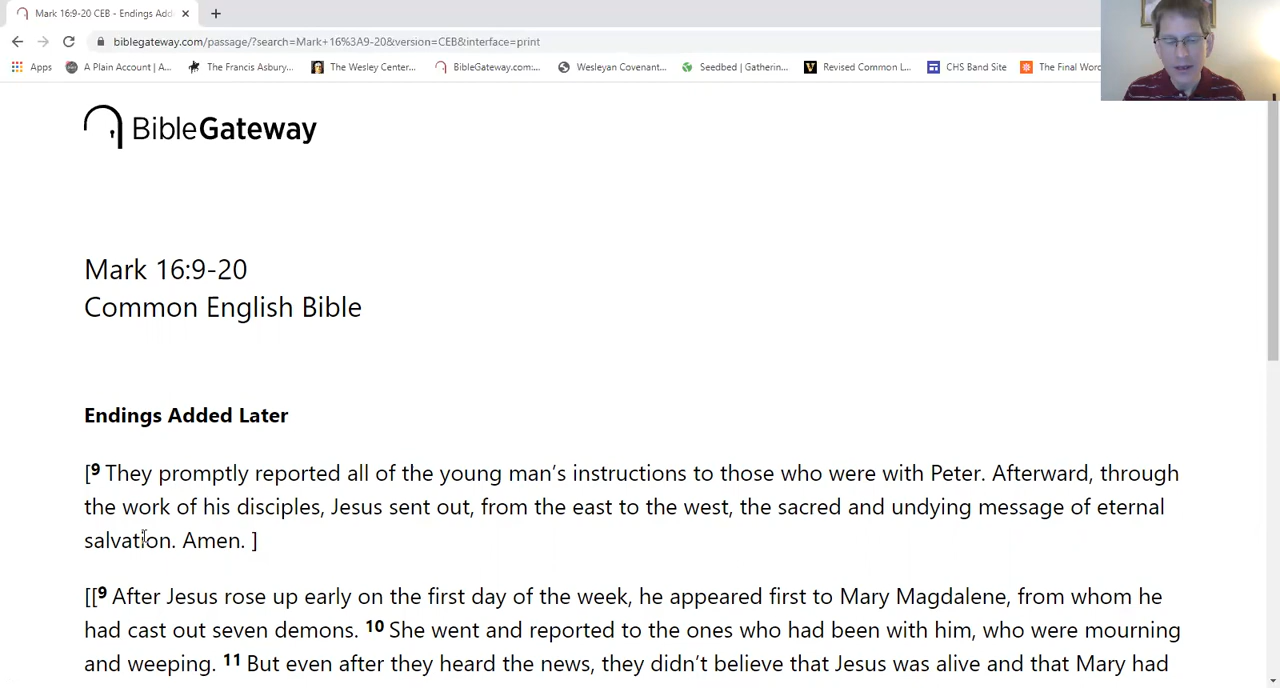 Mark 16:9-20 CEB - Endings Add
biblegateway.com/passage/?search=Mark+16%3A9-20&version=CEB&interface=print
Apps
A Plain Account | A...
The Francis Asbury...
The Wesley Center...
BibleGateway.com:...
Wesleyan Covenant...
Seedbed | Gatherin...
Revised Common L...
CHS Band Site
The Final Word
BibleGateway
Mark 16:9-20
Common English Bible
Endings Added Later
[9 They promptly reported all of the young man’s instructions to those who were with Peter. Afterward, through
the work of his disciples, Jesus sent out, from the east to the west, the sacred and undying message of eternal
salvation. Amen. ]
[[9 After Jesus rose up early on the first day of the week, he appeared first to Mary Magdalene, from whom he
had cast out seven demons. 10 She went and reported to the ones who had been with him, who were mourning
and weeping. 11 But even after they heard the news, they didn’t believe that Jesus was alive and that Mary had